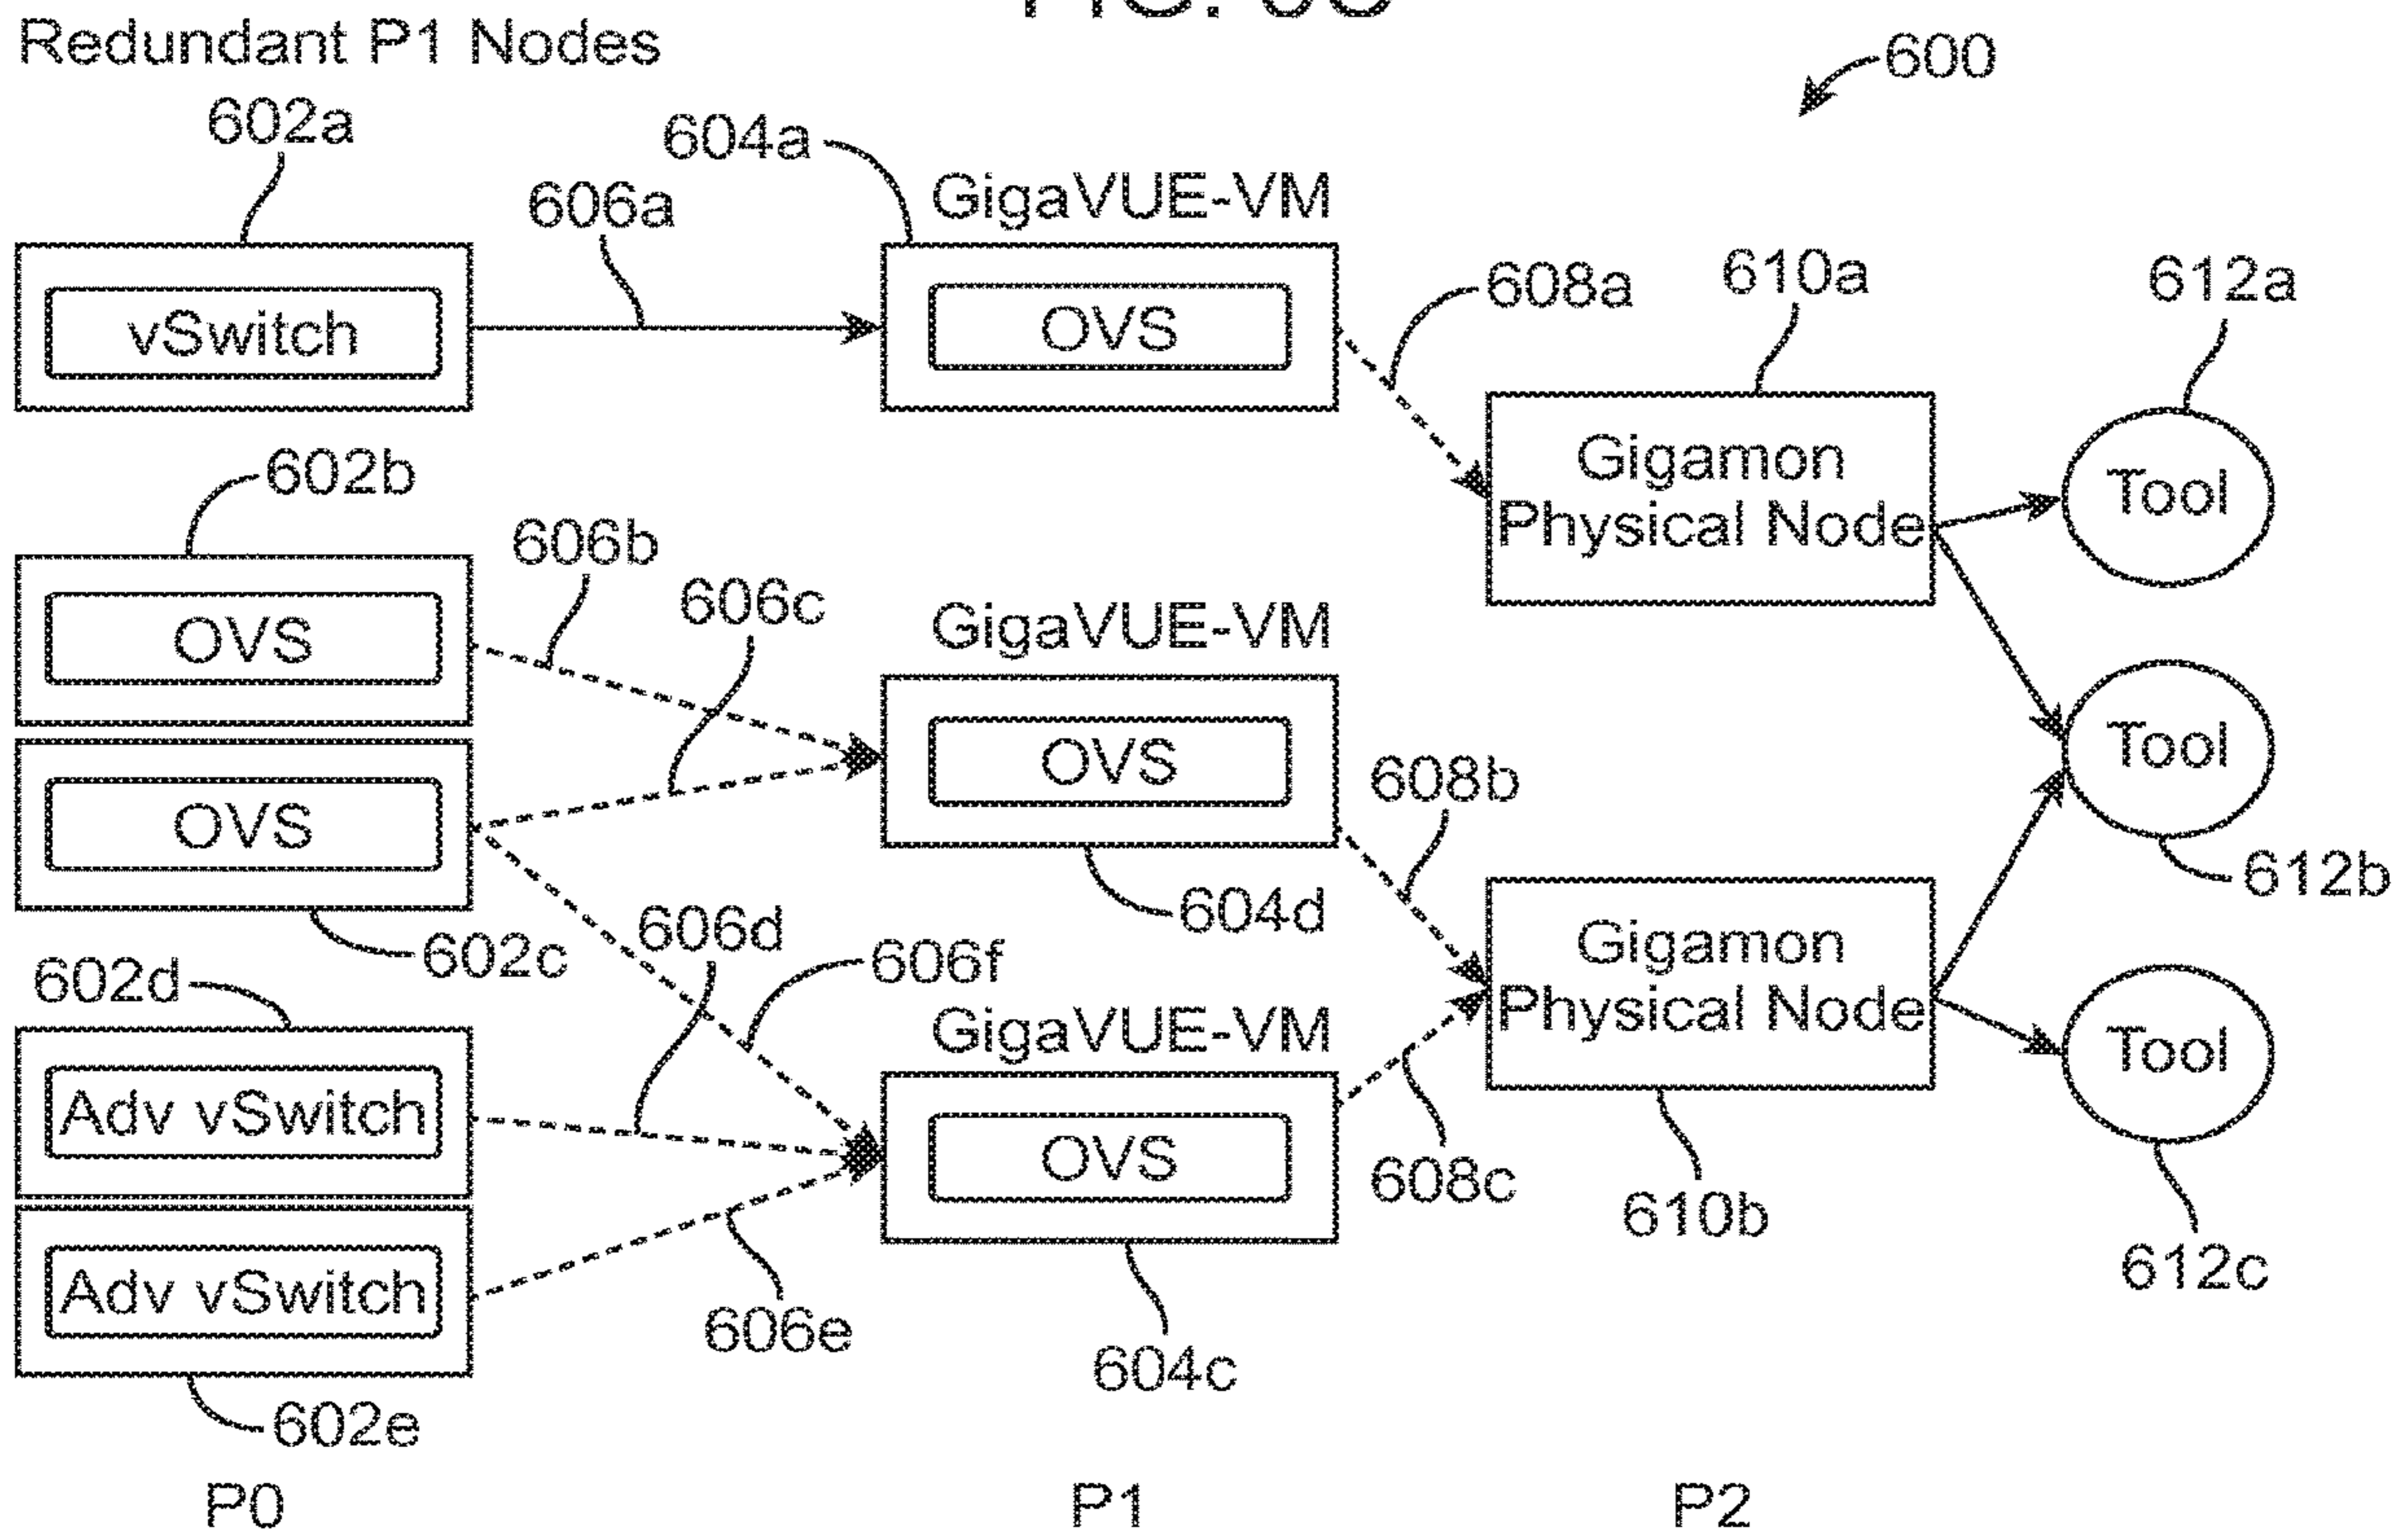 Redundant P1 Nodes
600
602a
604a
606a
GigaVUE-VM
608a
610a
612a
vSwitch
OVS
Gigamon
Physical Node
Tool
602b
606b
606c
GigaVUE-VM
OVS
OVS
Tool
608b
OVS
612b
604d
606d
606f
602c
602d
GigaVUE-VM
Gigamon
Physical Node
Tool
Adv vSwitch
OVS
608c
610b
612c
Adv vSwitch
606e
604c
602e
P0
P1
P2